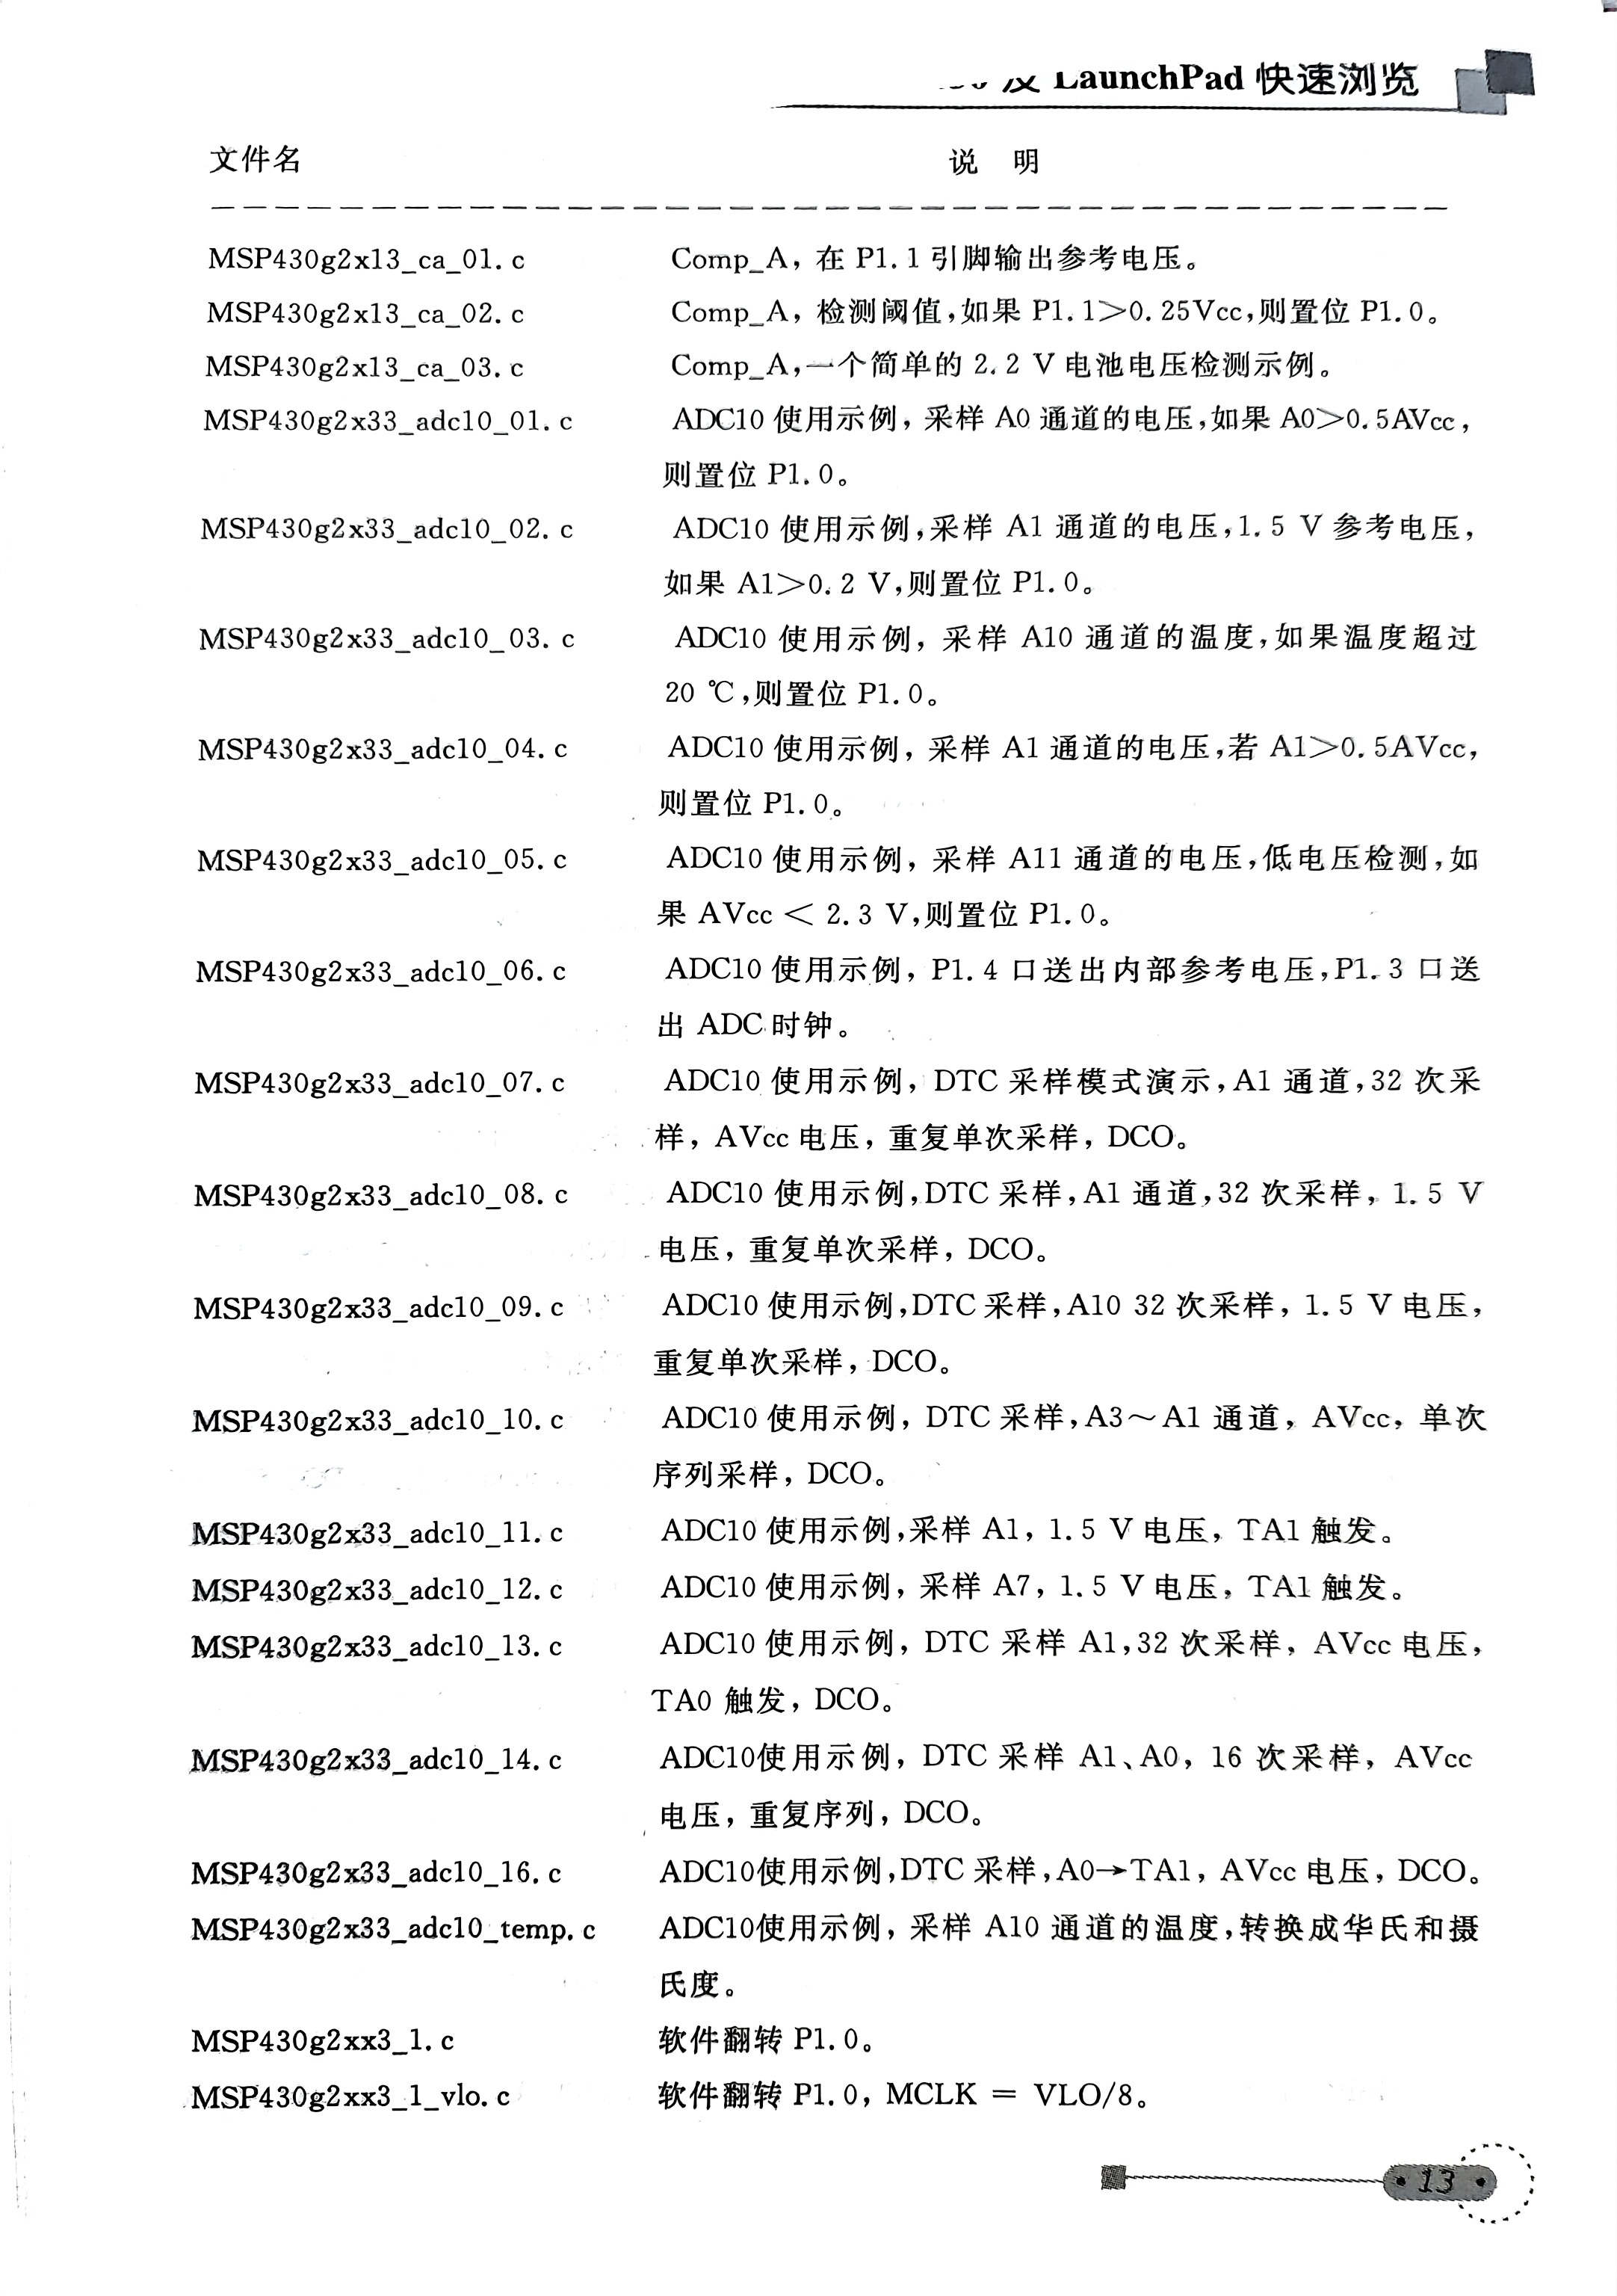 及 LaunchPad 快速浏览
文件名 说 明
MSP430g2x13_ca_01.c Comp_A, 在 P1.1 引脚输出参考电压。
MSP430g2x13_ca_02.c Comp_A, 检测阈值,如果 P1.1>0.25Vcc,则置位 P1.0。
MSP430g2x13_ca_03.c Comp_A,一个简单的 2.2 V 电池电压检测示例。
MSP430g2x33_adc10_01.c ADC10 使用示例, 采样 A0 通道的电压,如果 A0>0.5AVcc,
则置位 P1.0。
MSP430g2x33_adc10_02.c ADC10 使用示例,采样 A1 通道的电压,1.5 V 参考电压,
如果 A1>0.2 V,则置位 P1.0。
MSP430g2x33_adc10_03.c ADC10 使用示例, 采样 A10 通道的温度,如果温度超过
20 ℃,则置位 P1.0。
MSP430g2x33_adc10_04.c ADC10 使用示例, 采样 A1 通道的电压,若 A1>0.5AVcc,
则置位 P1.0。
MSP430g2x33_adc10_05.c ADC10 使用示例, 采样 A11 通道的电压,低电压检测,如
果 AVcc < 2.3 V,则置位 P1.0。
MSP430g2x33_adc10_06.c ADC10 使用示例, P1.4 口送出内部参考电压,P1.3 口送
出 ADC 时钟。
MSP430g2x33_adc10_07.c ADC10 使用示例, DTC 采样模式演示,A1 通道,32 次采
样, AVcc 电压, 重复单次采样, DCO。
MSP430g2x33_adc10_08.c ADC10 使用示例,DTC 采样,A1 通道,32 次采样, 1.5 V
电压, 重复单次采样, DCO。
MSP430g2x33_adc10_09.c ADC10 使用示例,DTC 采样,A10 32 次采样, 1.5 V 电压,
重复单次采样, DCO。
MSP430g2x33_adc10_10.c ADC10 使用示例, DTC 采样,A3～A1 通道, AVcc, 单次
序列采样, DCO。
MSP430g2x33_adc10_11.c ADC10 使用示例,采样 A1, 1.5 V 电压, TA1 触发。
MSP430g2x33_adc10_12.c ADC10 使用示例, 采样 A7, 1.5 V 电压, TA1 触发。
MSP430g2x33_adc10_13.c ADC10 使用示例, DTC 采样 A1,32 次采样, AVcc 电压,
TA0 触发, DCO。
MSP430g2x33_adc10_14.c ADC10使用示例, DTC 采样 A1、A0, 16 次采样, AVcc
电压, 重复序列, DCO。
MSP430g2x33_adc10_16.c ADC10使用示例,DTC 采样,A0→TA1, AVcc 电压, DCO。
MSP430g2x33_adc10_temp.c ADC10使用示例, 采样 A10 通道的温度,转换成华氏和摄
氏度。
MSP430g2xx3_1.c 软件翻转 P1.0。
MSP430g2xx3_1_vlo.c 软件翻转 P1.0, MCLK = VLO/8。
13